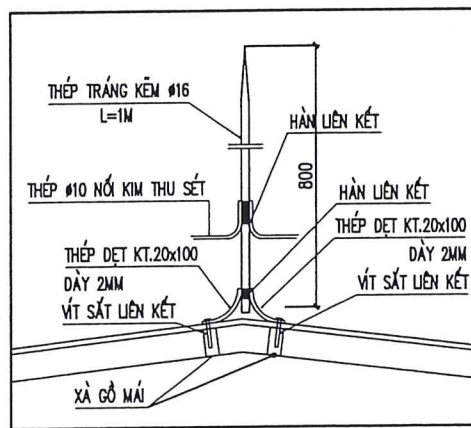 THÉP TRÁNG KẼM Ø16
L=1M
HÀN LIÊN KẾT
800
THÉP Ø10 NỐI KIM THU SÉT
HÀN LIÊN KẾT
THÉP DẸT KT.20x100
DÀY 2MM
THÉP DẸT KT.20x100
DÀY 2MM
VÍT SẮT LIÊN KẾT
VÍT SẮT LIÊN KẾT
XÀ GỒ MÁI